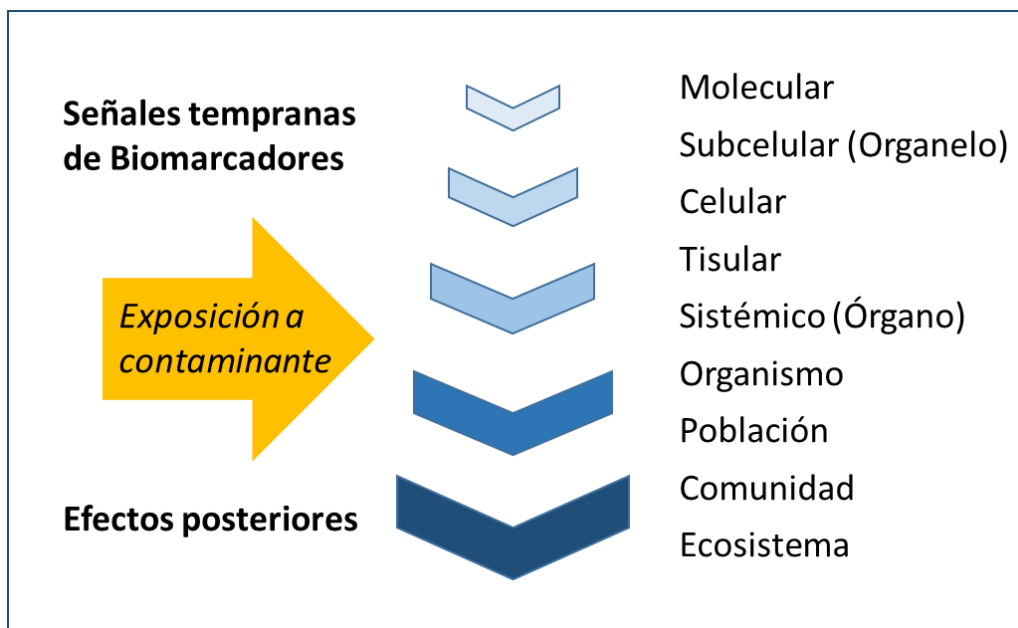 Señales tempranas
de Biomarcadores
Exposición a
contaminante
Efectos posteriores
Molecular
Subcelular (Organelo)
Celular
Tisular
Sistémico (Órgano)
Organismo
Población
Comunidad
Ecosistema